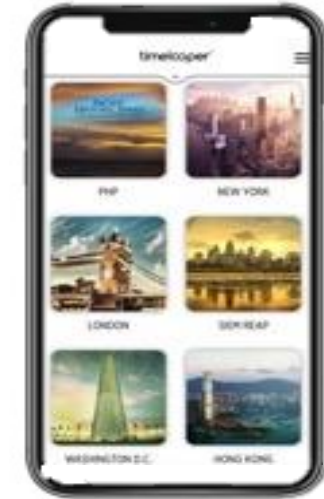 timelooper
PHP
NEW YORK
LONDON
SIEM REAP
WASHINGTON D.C.
HONG KONG